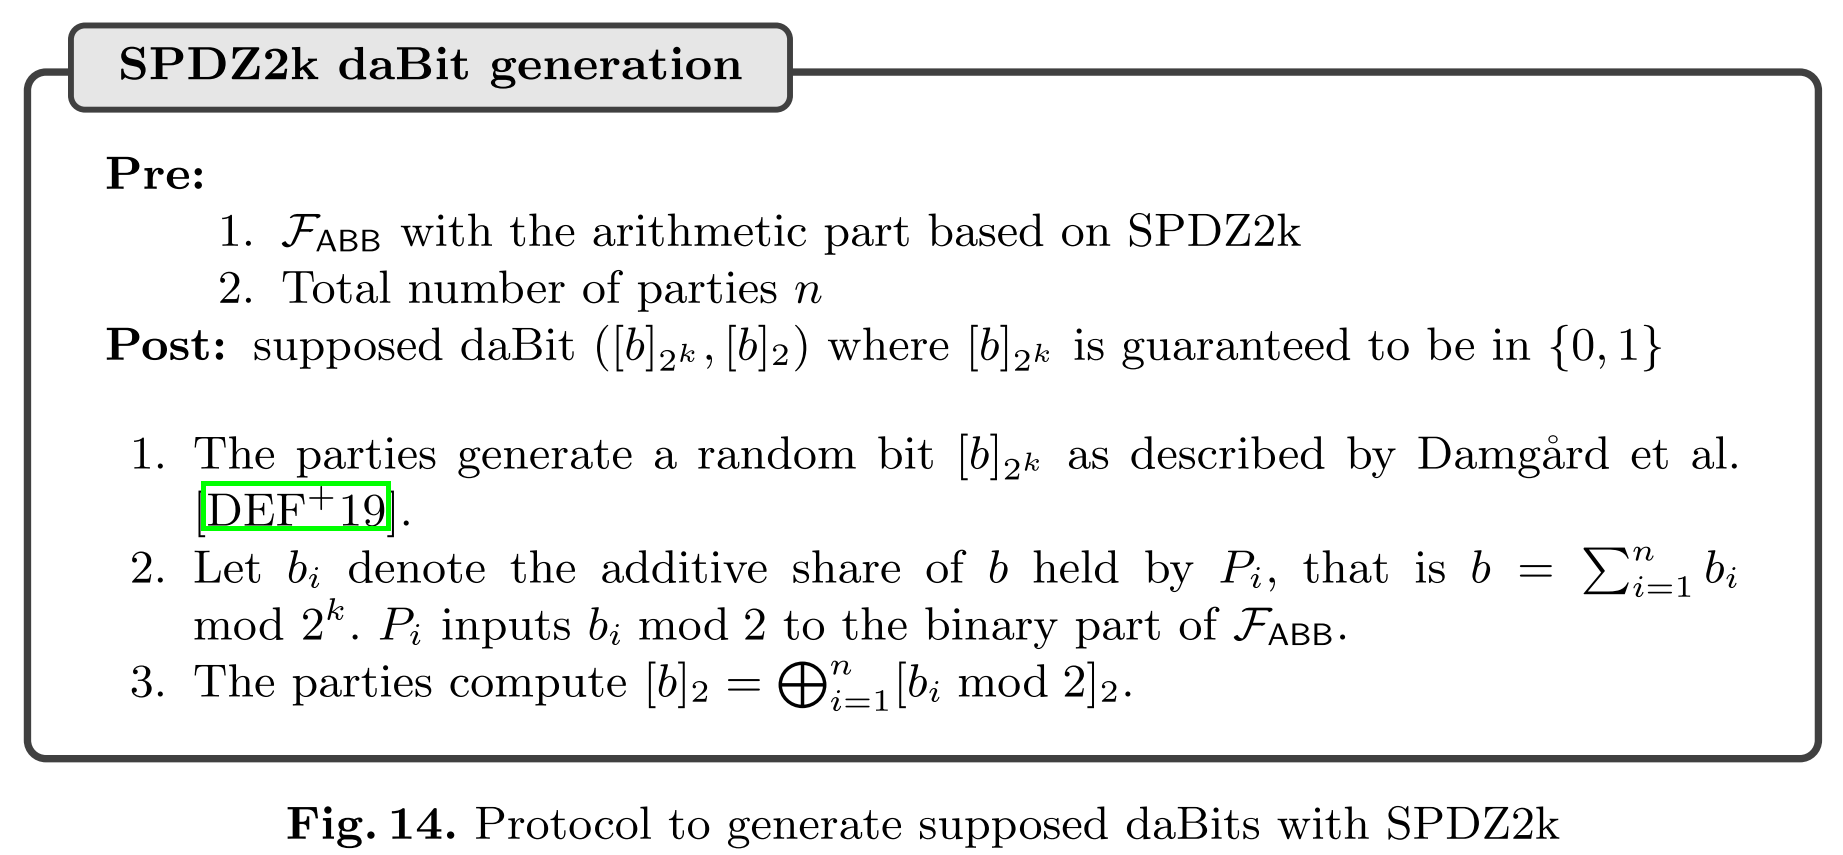 SPDZ2k daBit generation
Pre:
1. $\mathcal{F}_{\mathsf{ABB}}$ with the arithmetic part based on SPDZ2k
2. Total number of parties $n$
Post: supposed daBit $([b]_{2^k}, [b]_2)$ where $[b]_{2^k}$ is guaranteed to be in $\{0, 1\}$
1. The parties generate a random bit $[b]_{2^k}$ as described by Damgård et al.
[DEF$^+$19].
2. Let $b_i$ denote the additive share of $b$ held by $P_i$, that is $b = \sum_{i=1}^{n} b_i$
mod $2^k$. $P_i$ inputs $b_i$ mod 2 to the binary part of $\mathcal{F}_{\mathsf{ABB}}$.
3. The parties compute $[b]_2 = \bigoplus_{i=1}^{n} [b_i \bmod 2]_2$.
Fig. 14. Protocol to generate supposed daBits with SPDZ2k